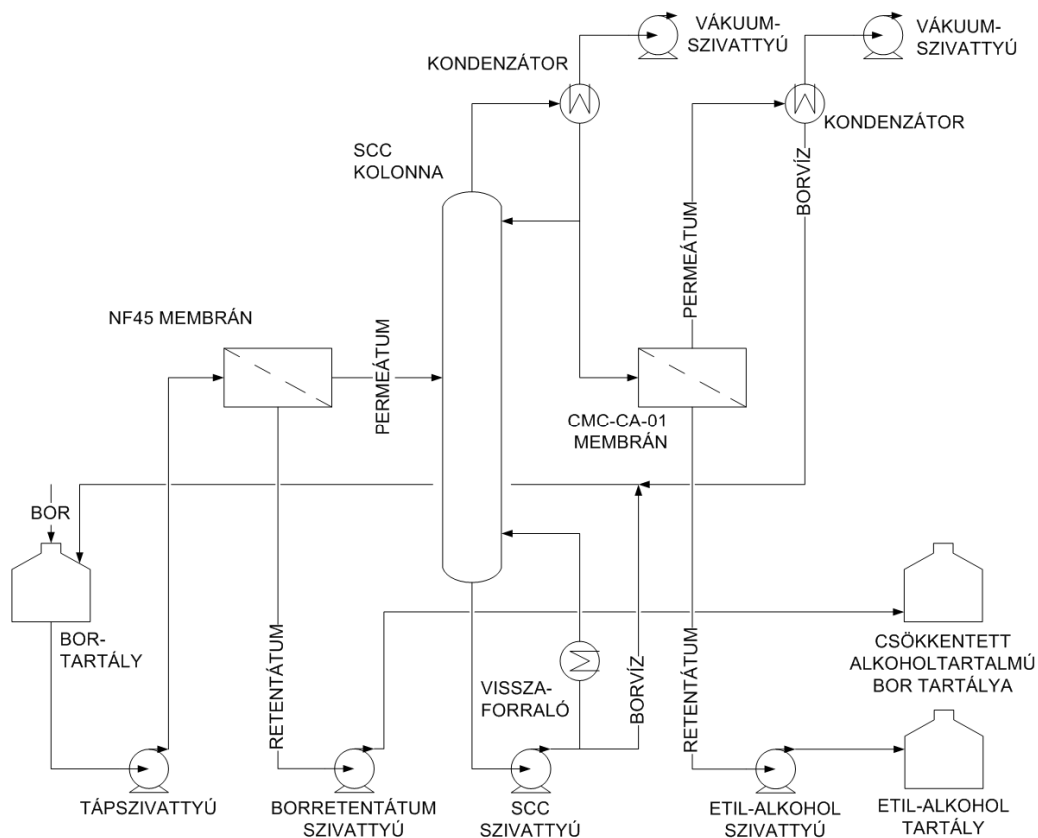 VÁKUUM-
SZIVATTYÚ
VÁKUUM-
SZIVATTYÚ
KONDENZÁTOR
KONDENZÁTOR
SCC
KOLONNA
PERMEÁTUM
BORVÍZ
NF45 MEMBRÁN
PERMEÁTUM
CMC-CA-01
MEMBRÁN
BOR
BOR-
TARTÁLY
RETENTÁTUM
VISSZA-
FORRALÓ
BORVÍZ
RETENTÁTUM
CSÖKKENTETT
ALKOHOLTARTALMÚ
BOR TARTÁLYA
TÁPSZIVATTYÚ
BORRETENTÁTUM
SZIVATTYÚ
SCC
SZIVATTYÚ
ETIL-ALKOHOL
SZIVATTYÚ
ETIL-ALKOHOL
TARTÁLY